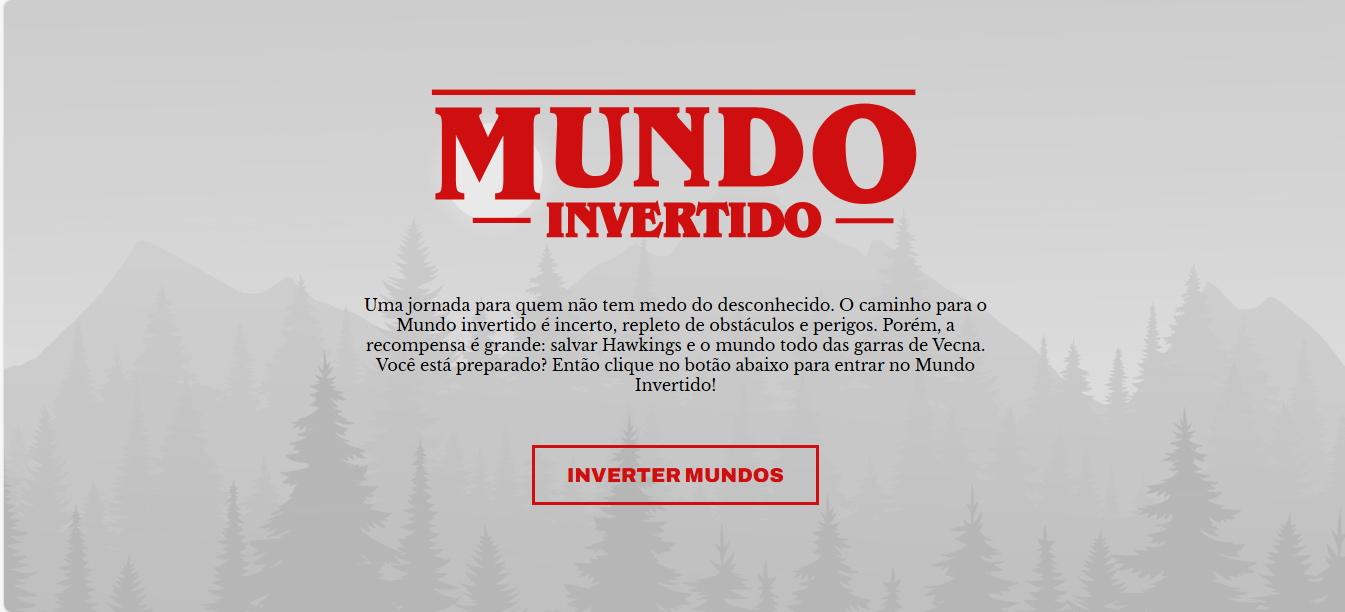 MUNDO
INVERTIDO
Uma jornada para quem não tem medo do desconhecido. O caminho para o
Mundo invertido é incerto, repleto de obstáculos e perigos. Porém, a
recompensa é grande: salvar Hawkings e o mundo todo das garras de Vecna.
Você está preparado? Então clique no botão abaixo para entrar no Mundo
Invertido!
INVERTER MUNDOS